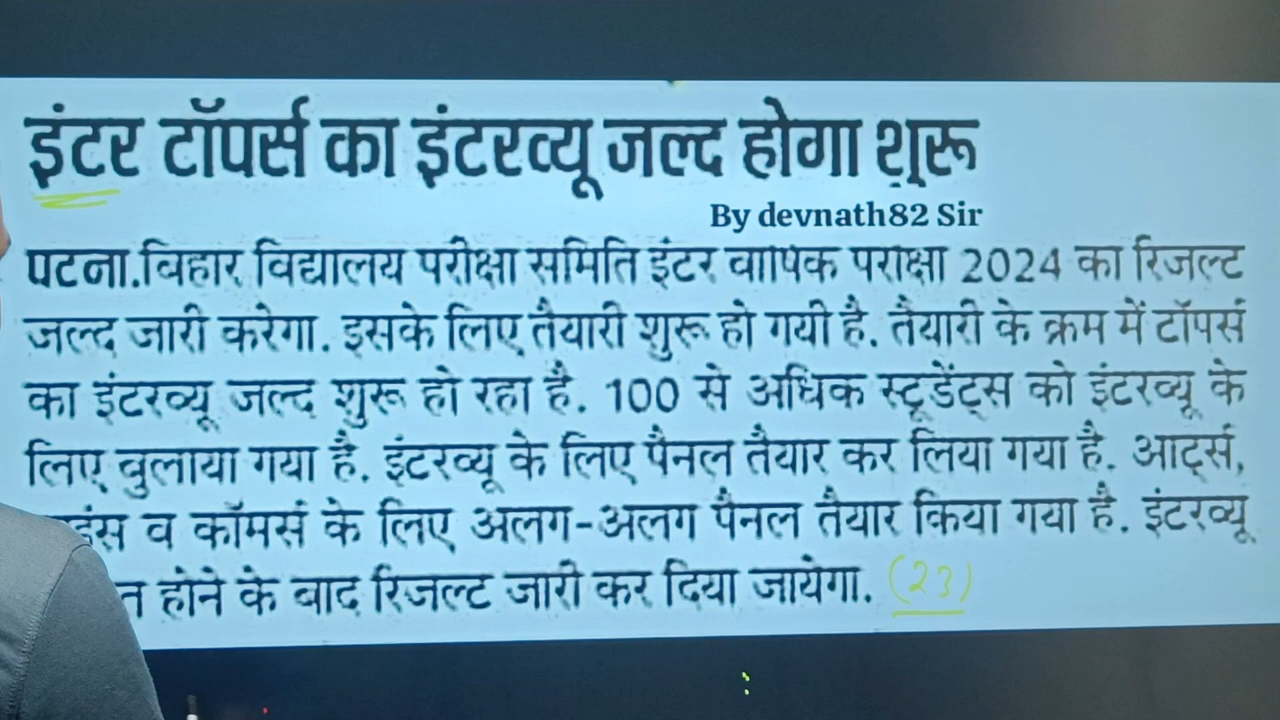 इंटर टॉपर्स का इंटरव्यू जल्द होगा शुरू
By devnath82 Sir
पटना.बिहार विद्यालय परीक्षा समिति इंटर वार्षिक परीक्षा 2024 का रिजल्ट
जल्द जारी करेगा. इसके लिए तैयारी शुरू हो गयी है. तैयारी के क्रम में टॉपर्स
का इंटरव्यू जल्द शुरू हो रहा है. 100 से अधिक स्टूडेंट्स को इंटरव्यू के
लिए बुलाया गया है. इंटरव्यू के लिए पैनल तैयार कर लिया गया है. आर्ट्स,
व कॉमर्स के लिए अलग-अलग पैनल तैयार किया गया है. इंटरव्यू
होने के बाद रिजल्ट जारी कर दिया जायेगा. (23)